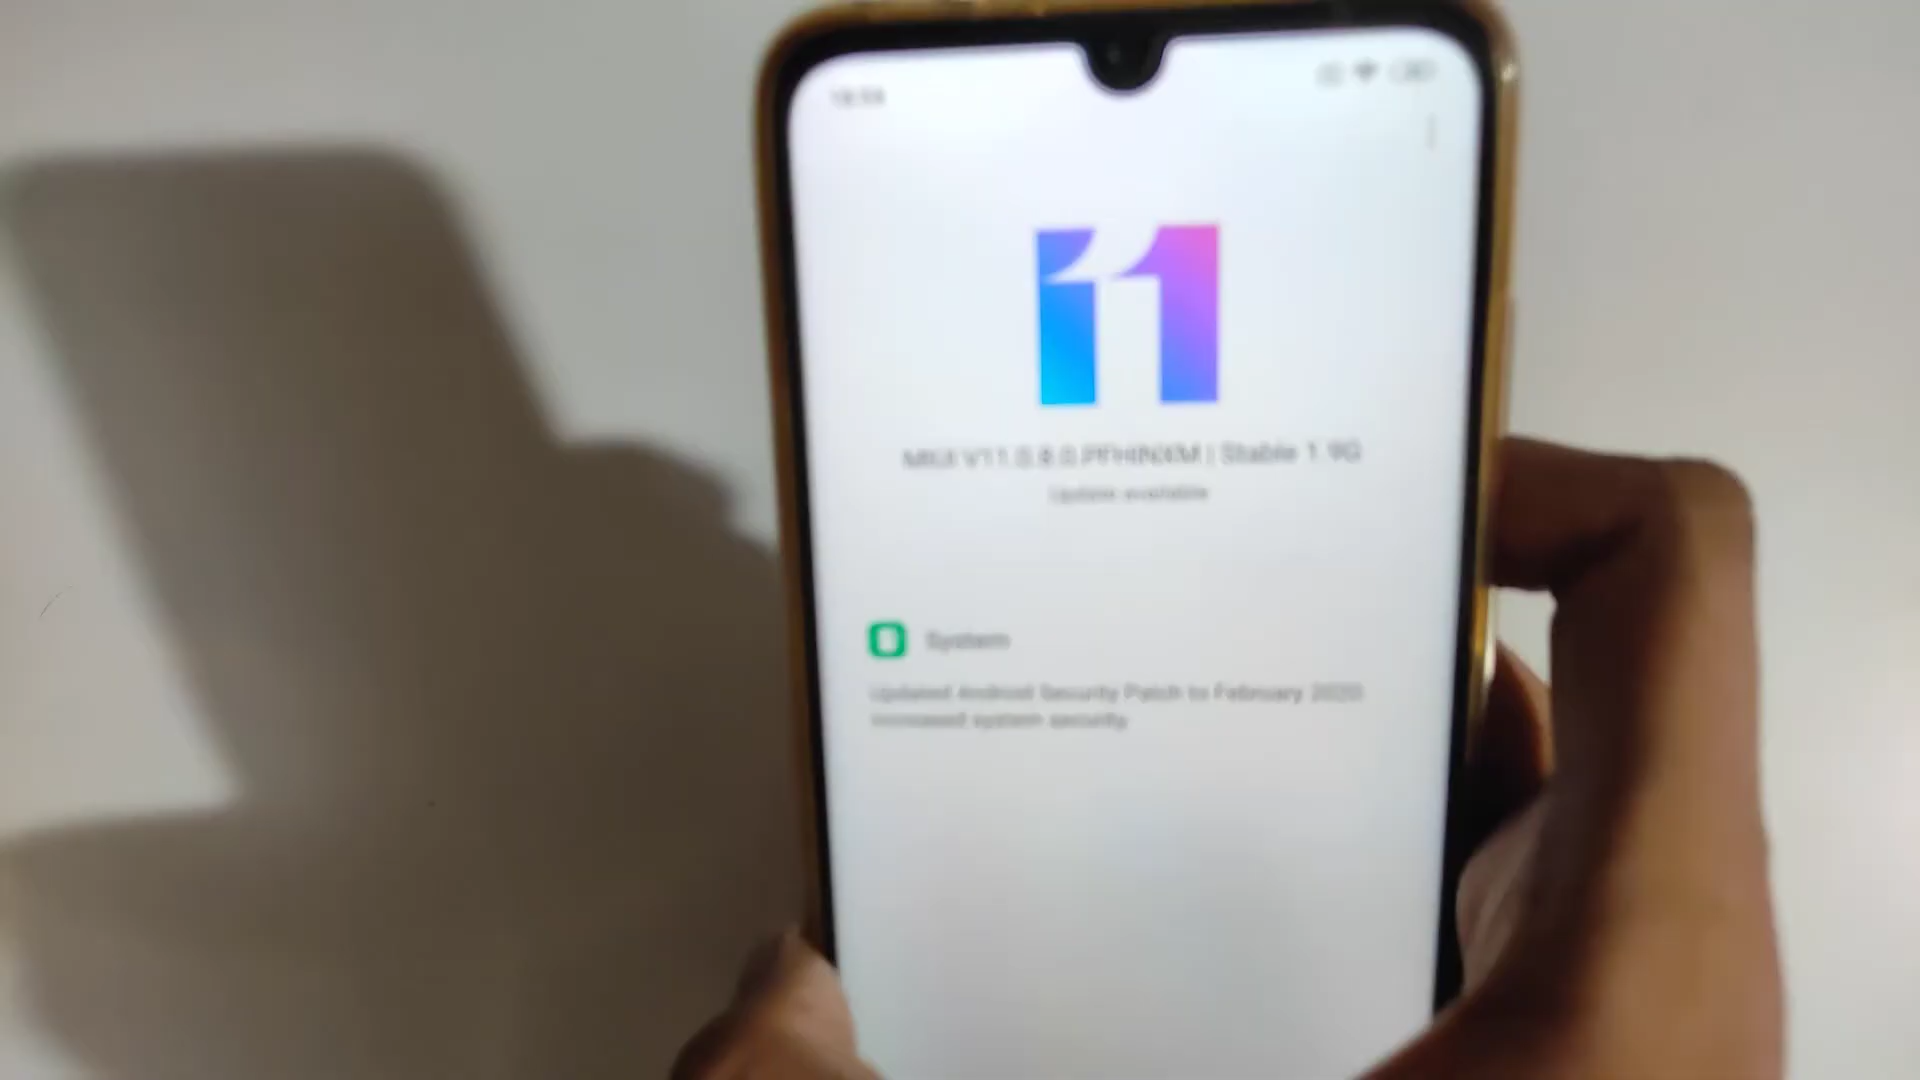 11
MIUI V11.0.8.0.PFHINXM | Stable 1.9G
Update available
System
Updated Android Security Patch to February 2020.
Increased system security.